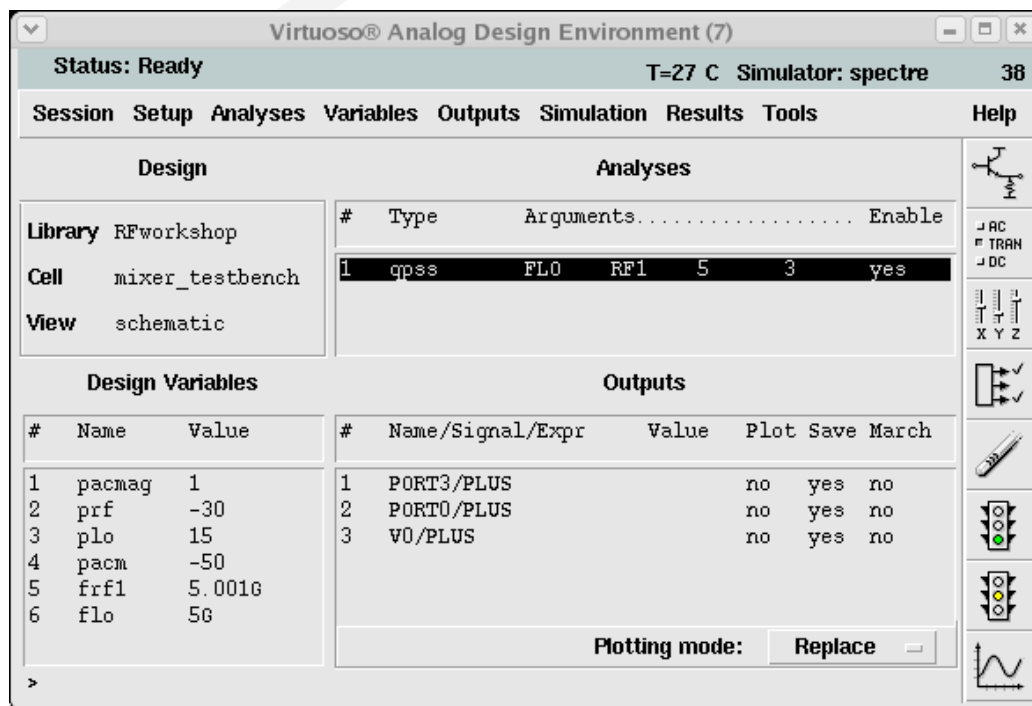 Virtuoso® Analog Design Environment (7)
Status: Ready T=27 C Simulator: spectre 38
Session Setup Analyses Variables Outputs Simulation Results Tools Help
Design
Library RFworkshop
Cell mixer_testbench
View schematic
Analyses
# Type Arguments.................. Enable
1 qpss FLO RF1 5 3 yes
Design Variables
# Name Value
1 pacmag 1
2 prf -30
3 plo 15
4 pacm -50
5 frf1 5.001G
6 flo 5G
Outputs
# Name/Signal/Expr Value Plot Save March
1 PORT3/PLUS no yes no
2 PORT0/PLUS no yes no
3 V0/PLUS no yes no
Plotting mode: Replace
>
AC
TRAN
DC
X Y Z